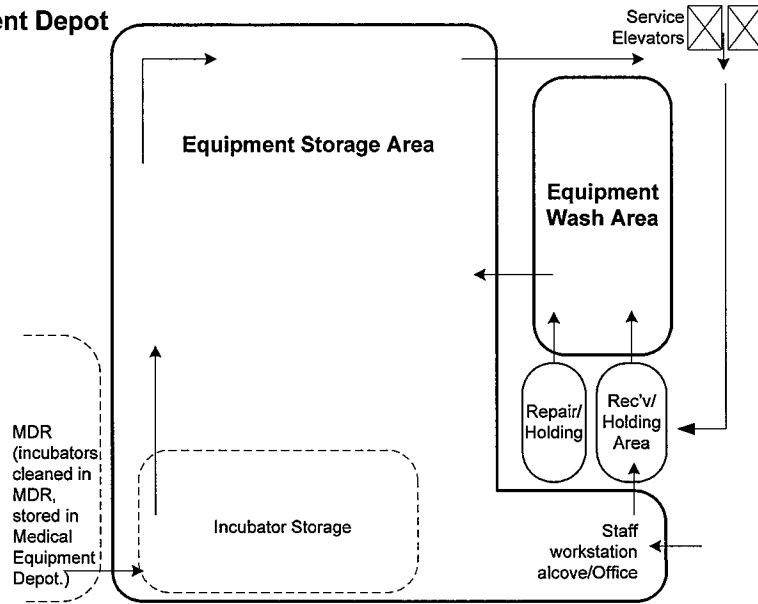 ent Depot
Service
Elevators
Equipment Storage Area
Equipment
Wash Area
Repair/
Holding
Rec'v/
Holding
Area
MDR
(incubators
cleaned in
MDR,
stored in
Medical
Equipment
Depot.)
Incubator Storage
Staff
workstation
alcove/Office